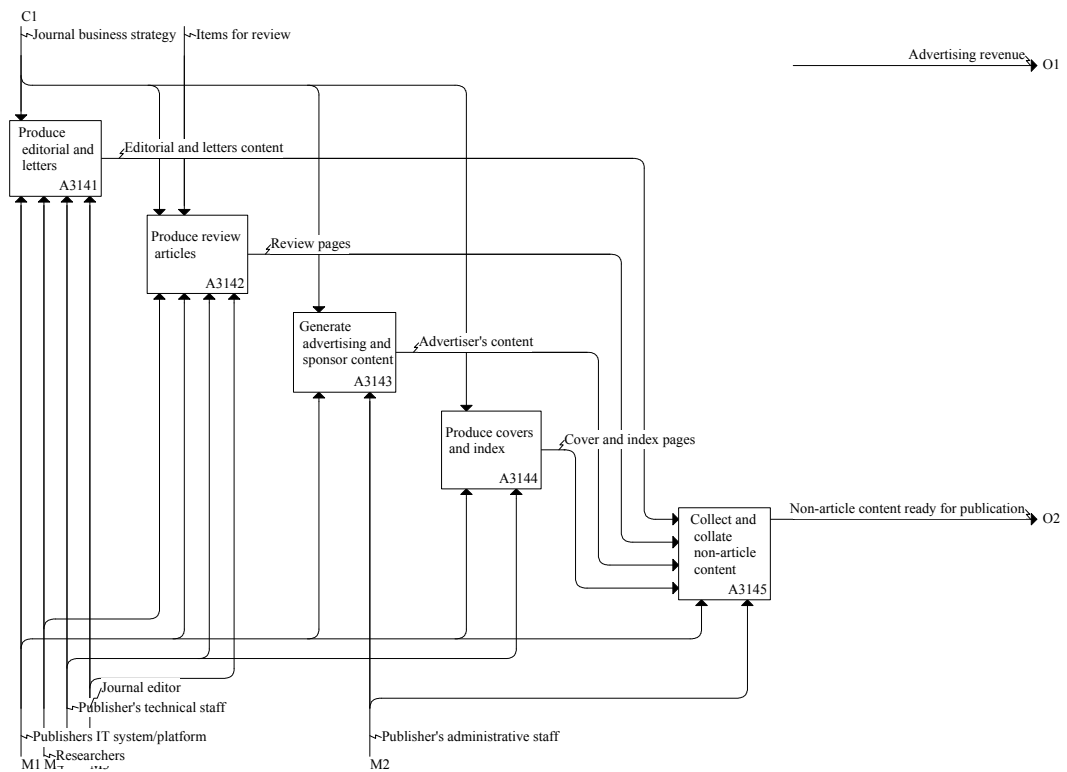 C1
Journal business strategy
Items for review
Advertising revenue
O1
Produce
editorial and
letters
A3141
Editorial and letters content
Produce review
articles
A3142
Review pages
Generate
advertising and
sponsor content
A3143
Advertiser's content
Produce covers
and index
A3144
Cover and index pages
Collect and
collate
non-article
content
A3145
Non-article content ready for publication
O2
Journal editor
Publisher's technical staff
Publishers IT system/platform
Publisher's administrative staff
Researchers
M1 M
M2